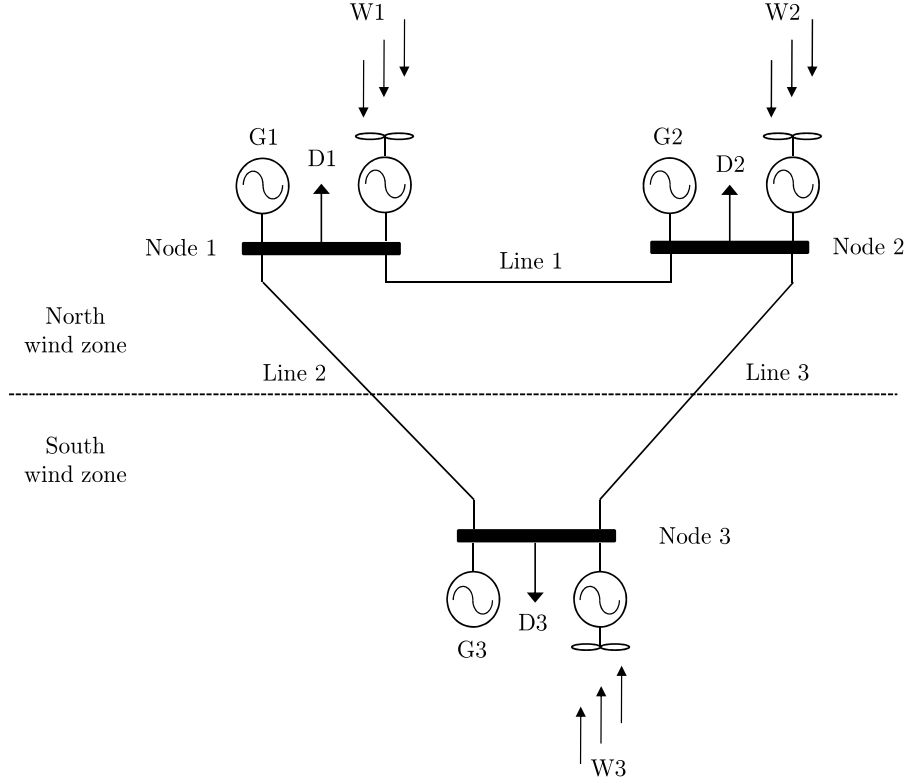 W1
W2
G1
D1
G2
D2
Node 1
Line 1
Node 2
North
wind zone
Line 2
Line 3
South
wind zone
Node 3
D3
G3
W3